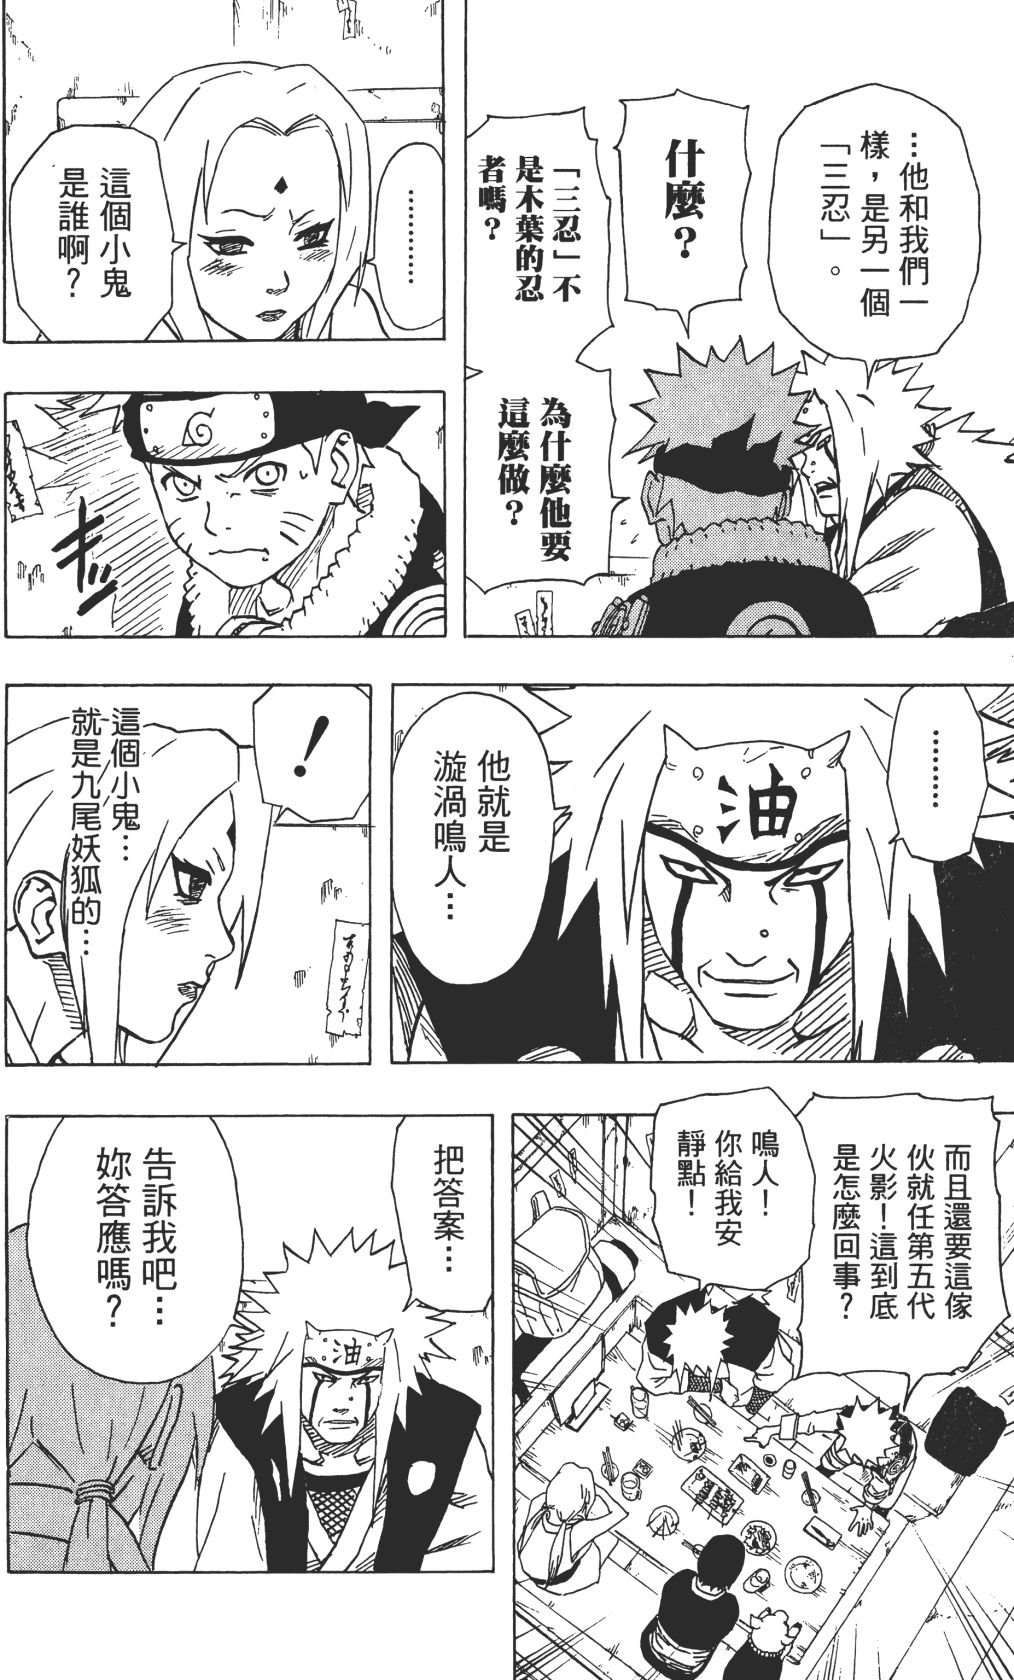 …他和我們一
樣，是另一個
「三忍」。
什麼？
「三忍」不
是木葉的忍
者嗎？
為什麼他要
這麼做？
………
這個小鬼
是誰啊？
………
他就是
漩渦鳴人…
！
這個小鬼…
就是九尾妖狐的…
油
而且還要這傢
伙就任第五代
火影！這到底
是怎麼回事？
鳴人！
你給我安
靜點！
把答案…
告訴我吧…
妳答應嗎？
油